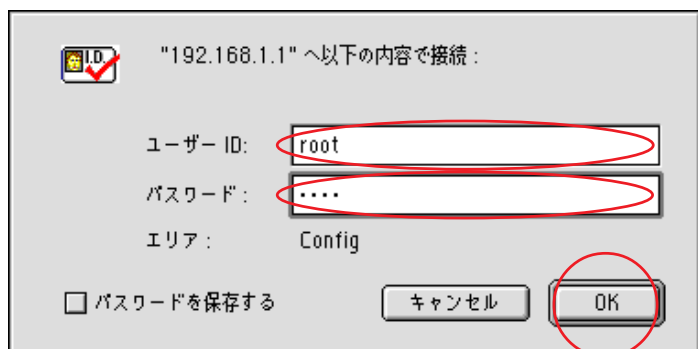 I.D.
"192.168.1.1" へ以下の内容で接続 :
ユーザー ID: root
パスワード : ····
エリア : Config
パスワードを保存する キャンセル OK